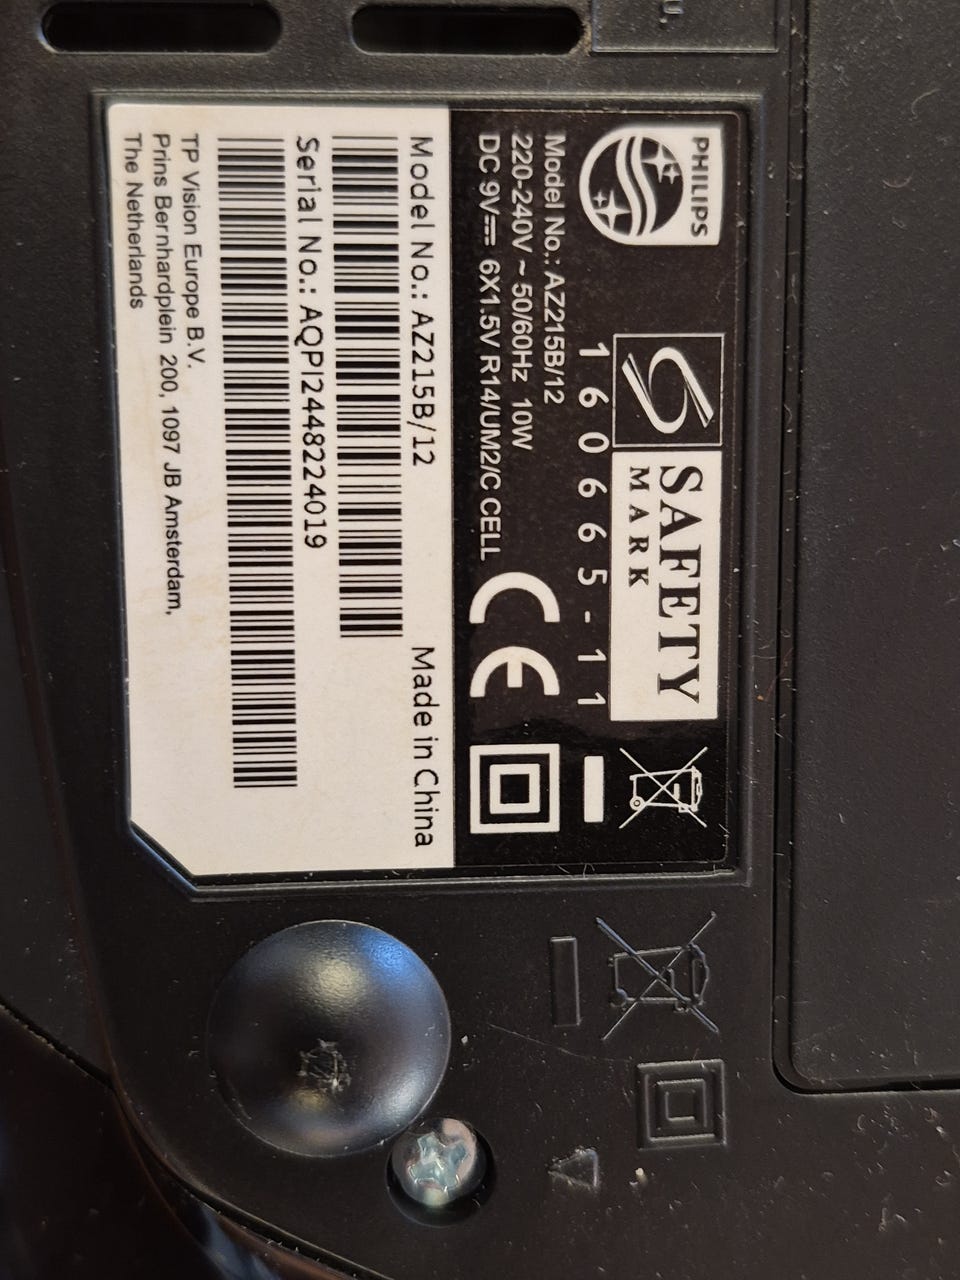 PHILIPS
SAFETY
MARK
160665-11
Model No.: AZ215B/12
220-240V ~ 50/60Hz 10W
DC 9V⎓ 6X1.5V R14/UM2/C CELL
CE
Model No.: AZ215B/12 Made in China
Serial No.: AQPI2448224019
TP Vision Europe B.V.
Prins Bernhardplein 200, 1097 JB Amsterdam,
The Netherlands